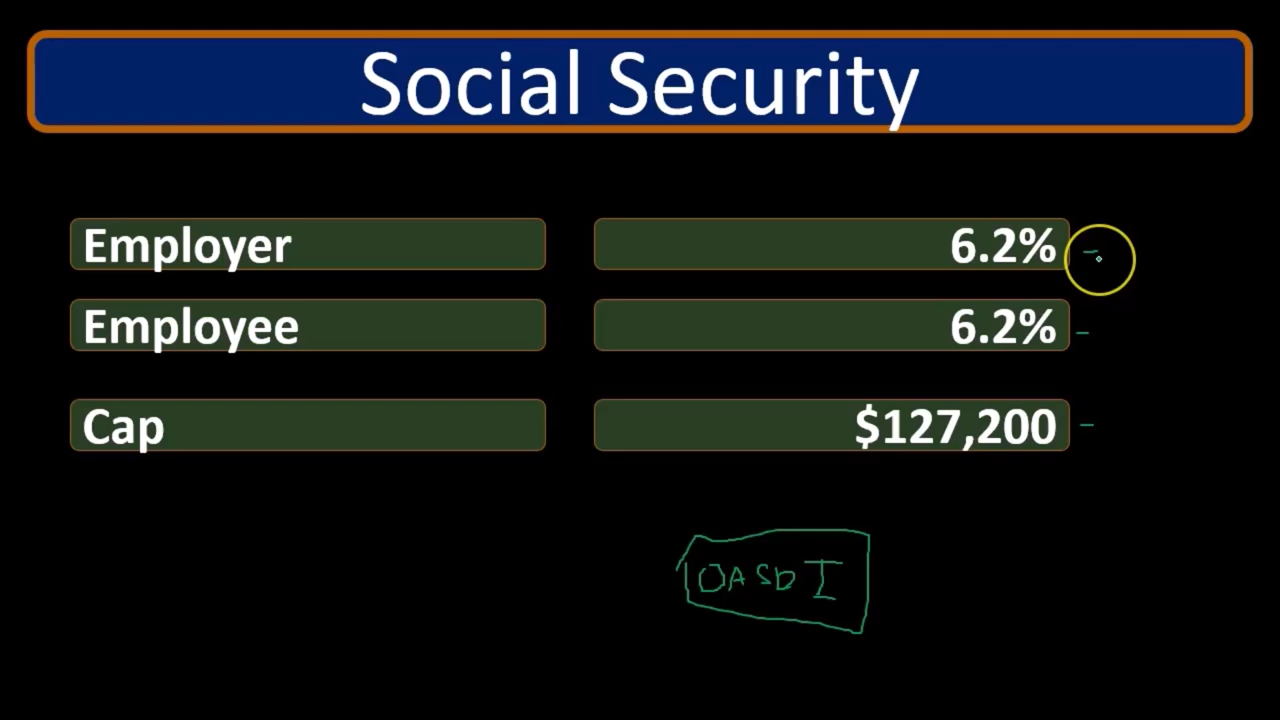 Social Security
Employer 6.2%
Employee 6.2%
Cap $127,200
OASDI